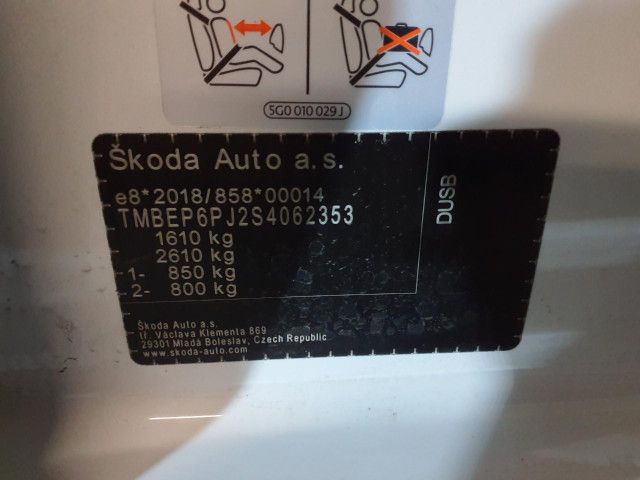 5G0 010 029 J
Škoda Auto a.s.
e8*2018/858*00014
TMBEP6PJ2S4062353
1610 kg
2610 kg
1- 850 kg
2- 800 kg
DUSB
Škoda Auto a.s.
tř. Václava Klementa 869
29301 Mladá Boleslav, Czech Republic
www.skoda-auto.com